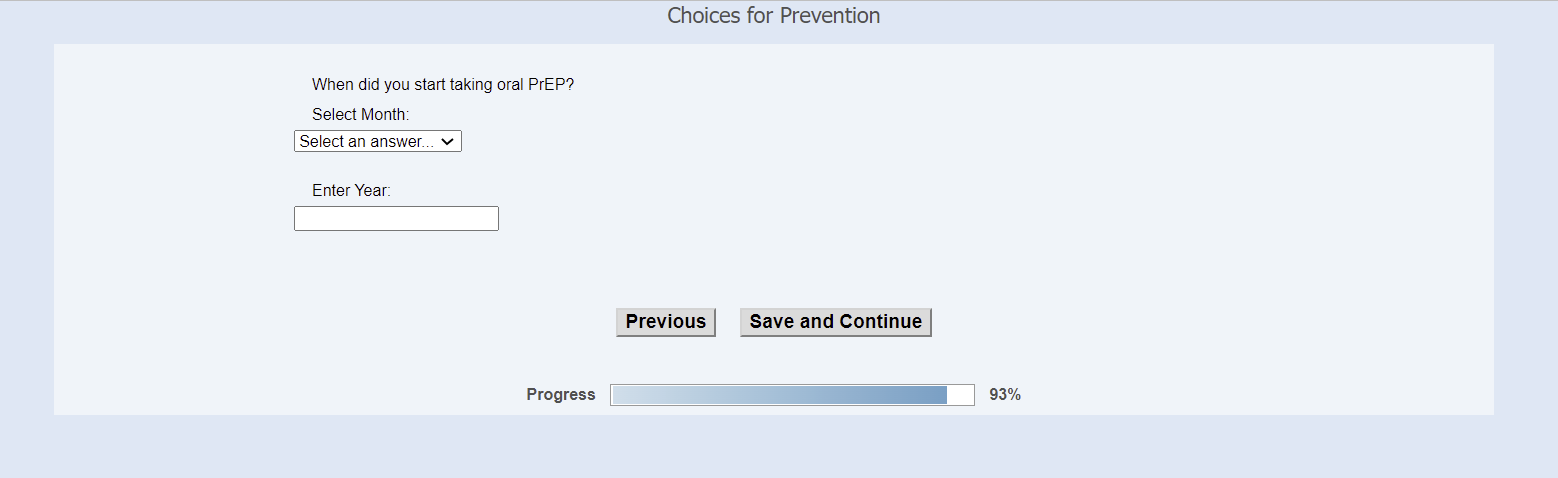 Choices for Prevention
When did you start taking oral PrEP?
Select Month:
Select an answer...
Enter Year:
Previous Save and Continue
Progress 93%